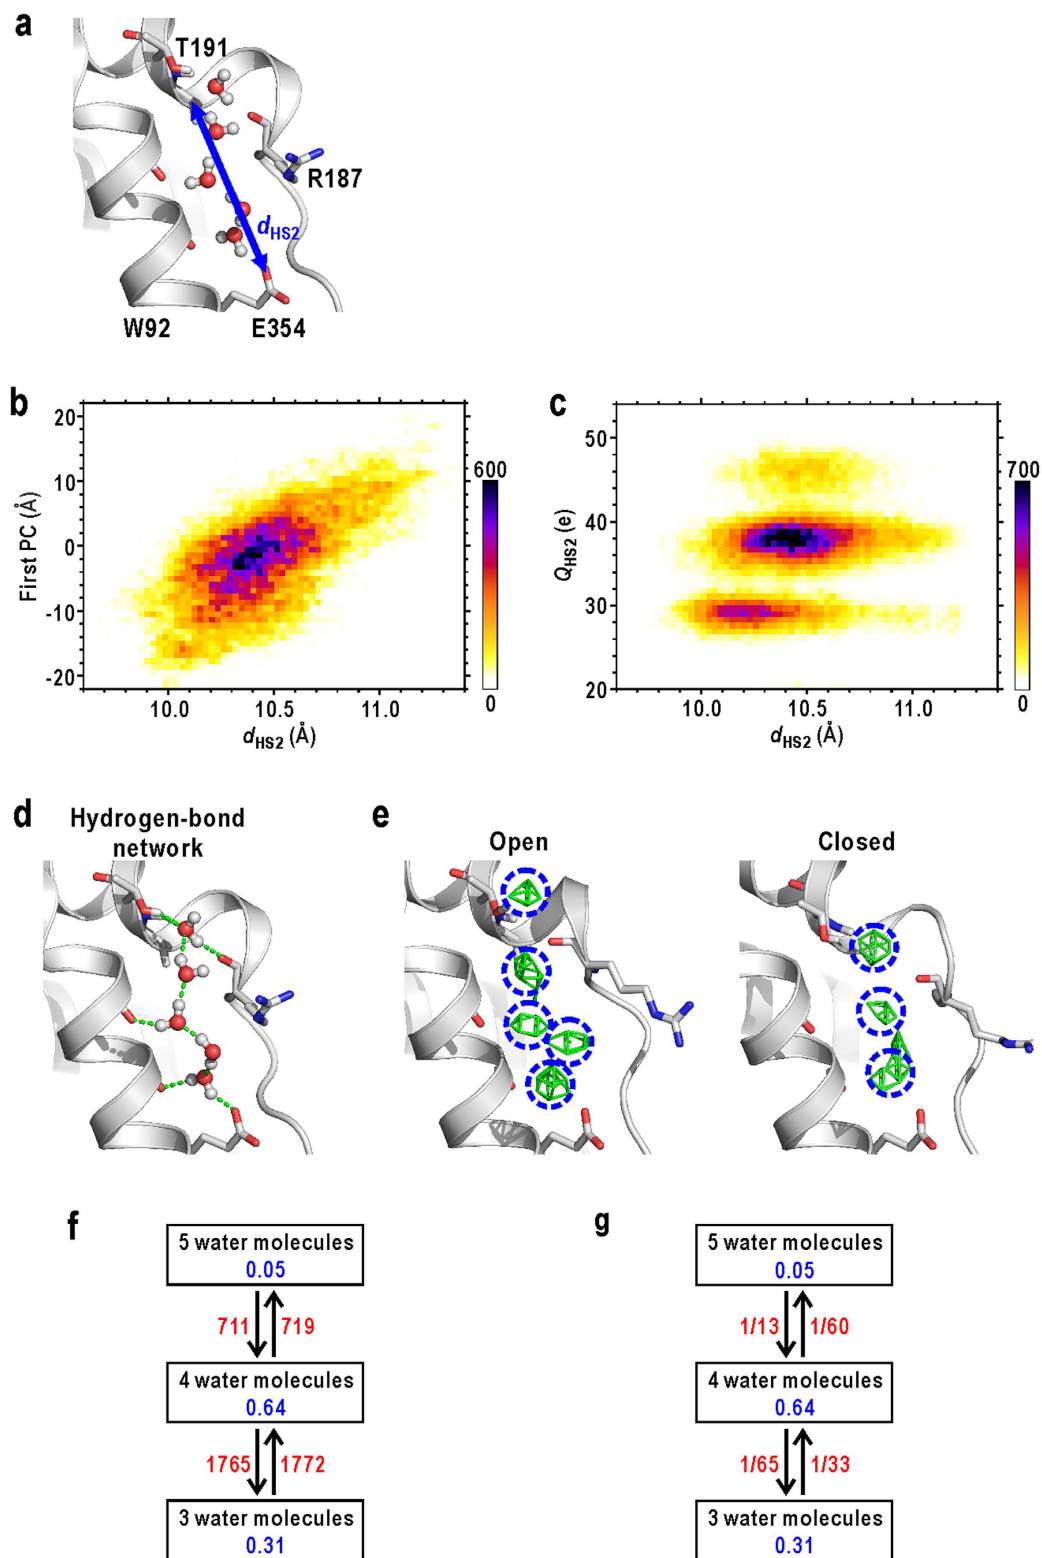 a
T191
R187
dHS2
W92
E354
b
c
20
10
0
-10
-20
First PC (Å)
10.0
10.5
11.0
dHS2 (Å)
600
0
50
40
30
20
QHS2 (e)
10.0
10.5
11.0
dHS2 (Å)
700
0
d
Hydrogen-bond
network
e
Open
Closed
f
5 water molecules
0.05
711
719
4 water molecules
0.64
1765
1772
3 water molecules
0.31
g
5 water molecules
0.05
1/13
1/60
4 water molecules
0.64
1/65
1/33
3 water molecules
0.31